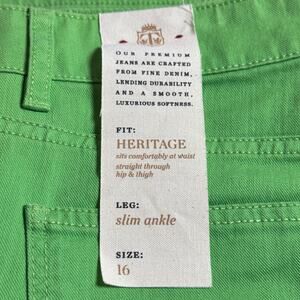 OUR PREMIUM
JEANS ARE CRAFTED
FROM FINE DENIM,
LENDING DURABILITY
AND A SMOOTH,
LUXURIOUS SOFTNESS.
FIT:
HERITAGE
sits comfortably at waist
straight through
hip & thigh
LEG:
slim ankle
SIZE:
16